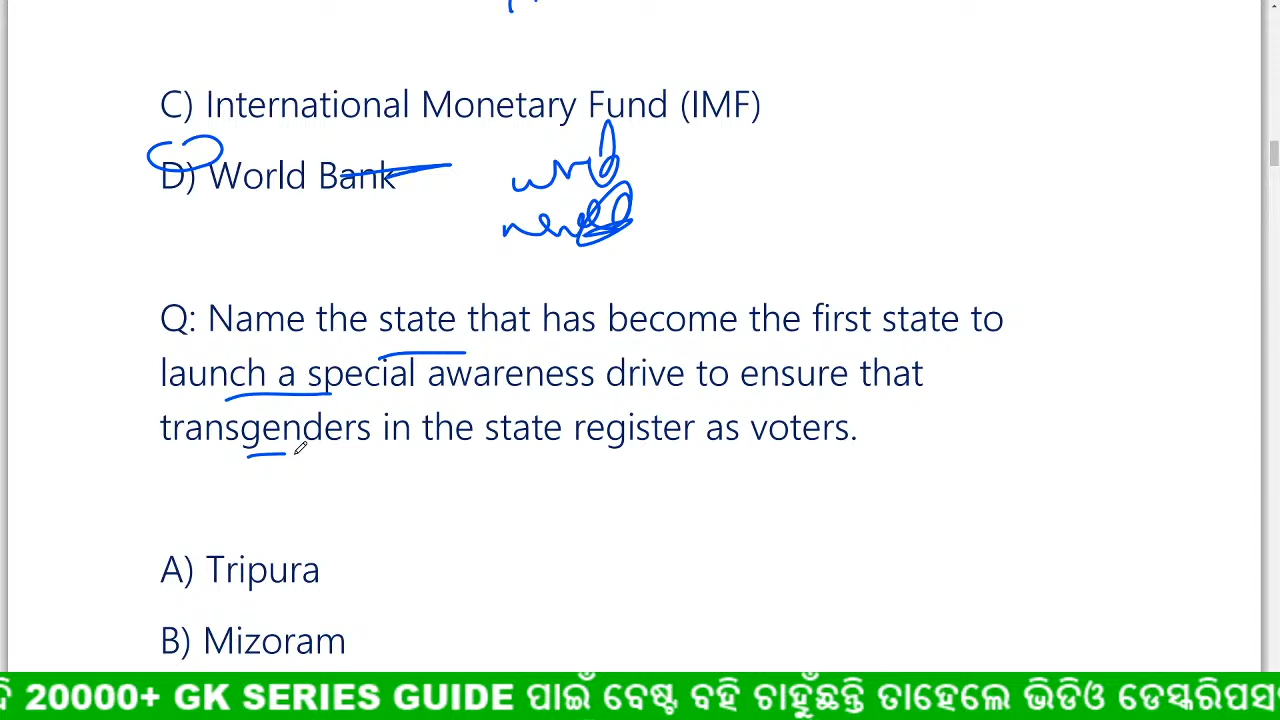 C) International Monetary Fund (IMF)
D) World Bank
Q: Name the state that has become the first state to
launch a special awareness drive to ensure that
transgenders in the state register as voters.
A) Tripura
B) Mizoram
20000+ GK SERIES GUIDE ପାଇଁ ବେଷ୍ଟ ବହି ଚାହୁଁଛନ୍ତି ତାହେଲେ ଭିଡିଓ ଡେସ୍କରିପସ